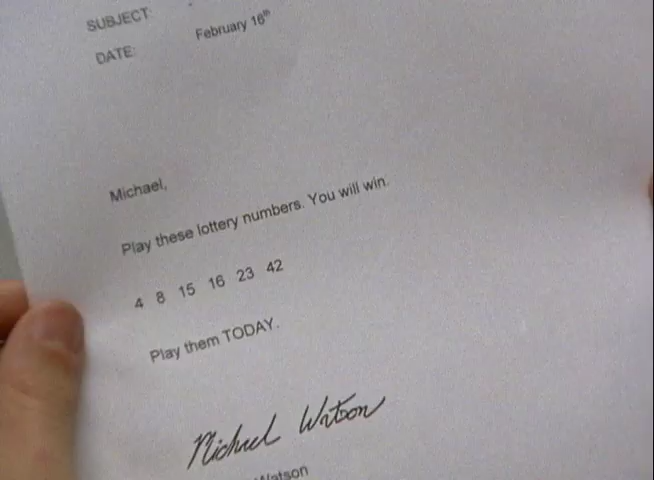 SUBJECT:
DATE: February 16th
Michael,
Play these lottery numbers. You will win.
4 8 15 16 23 42
Play them TODAY.
Michael Watson
Watson